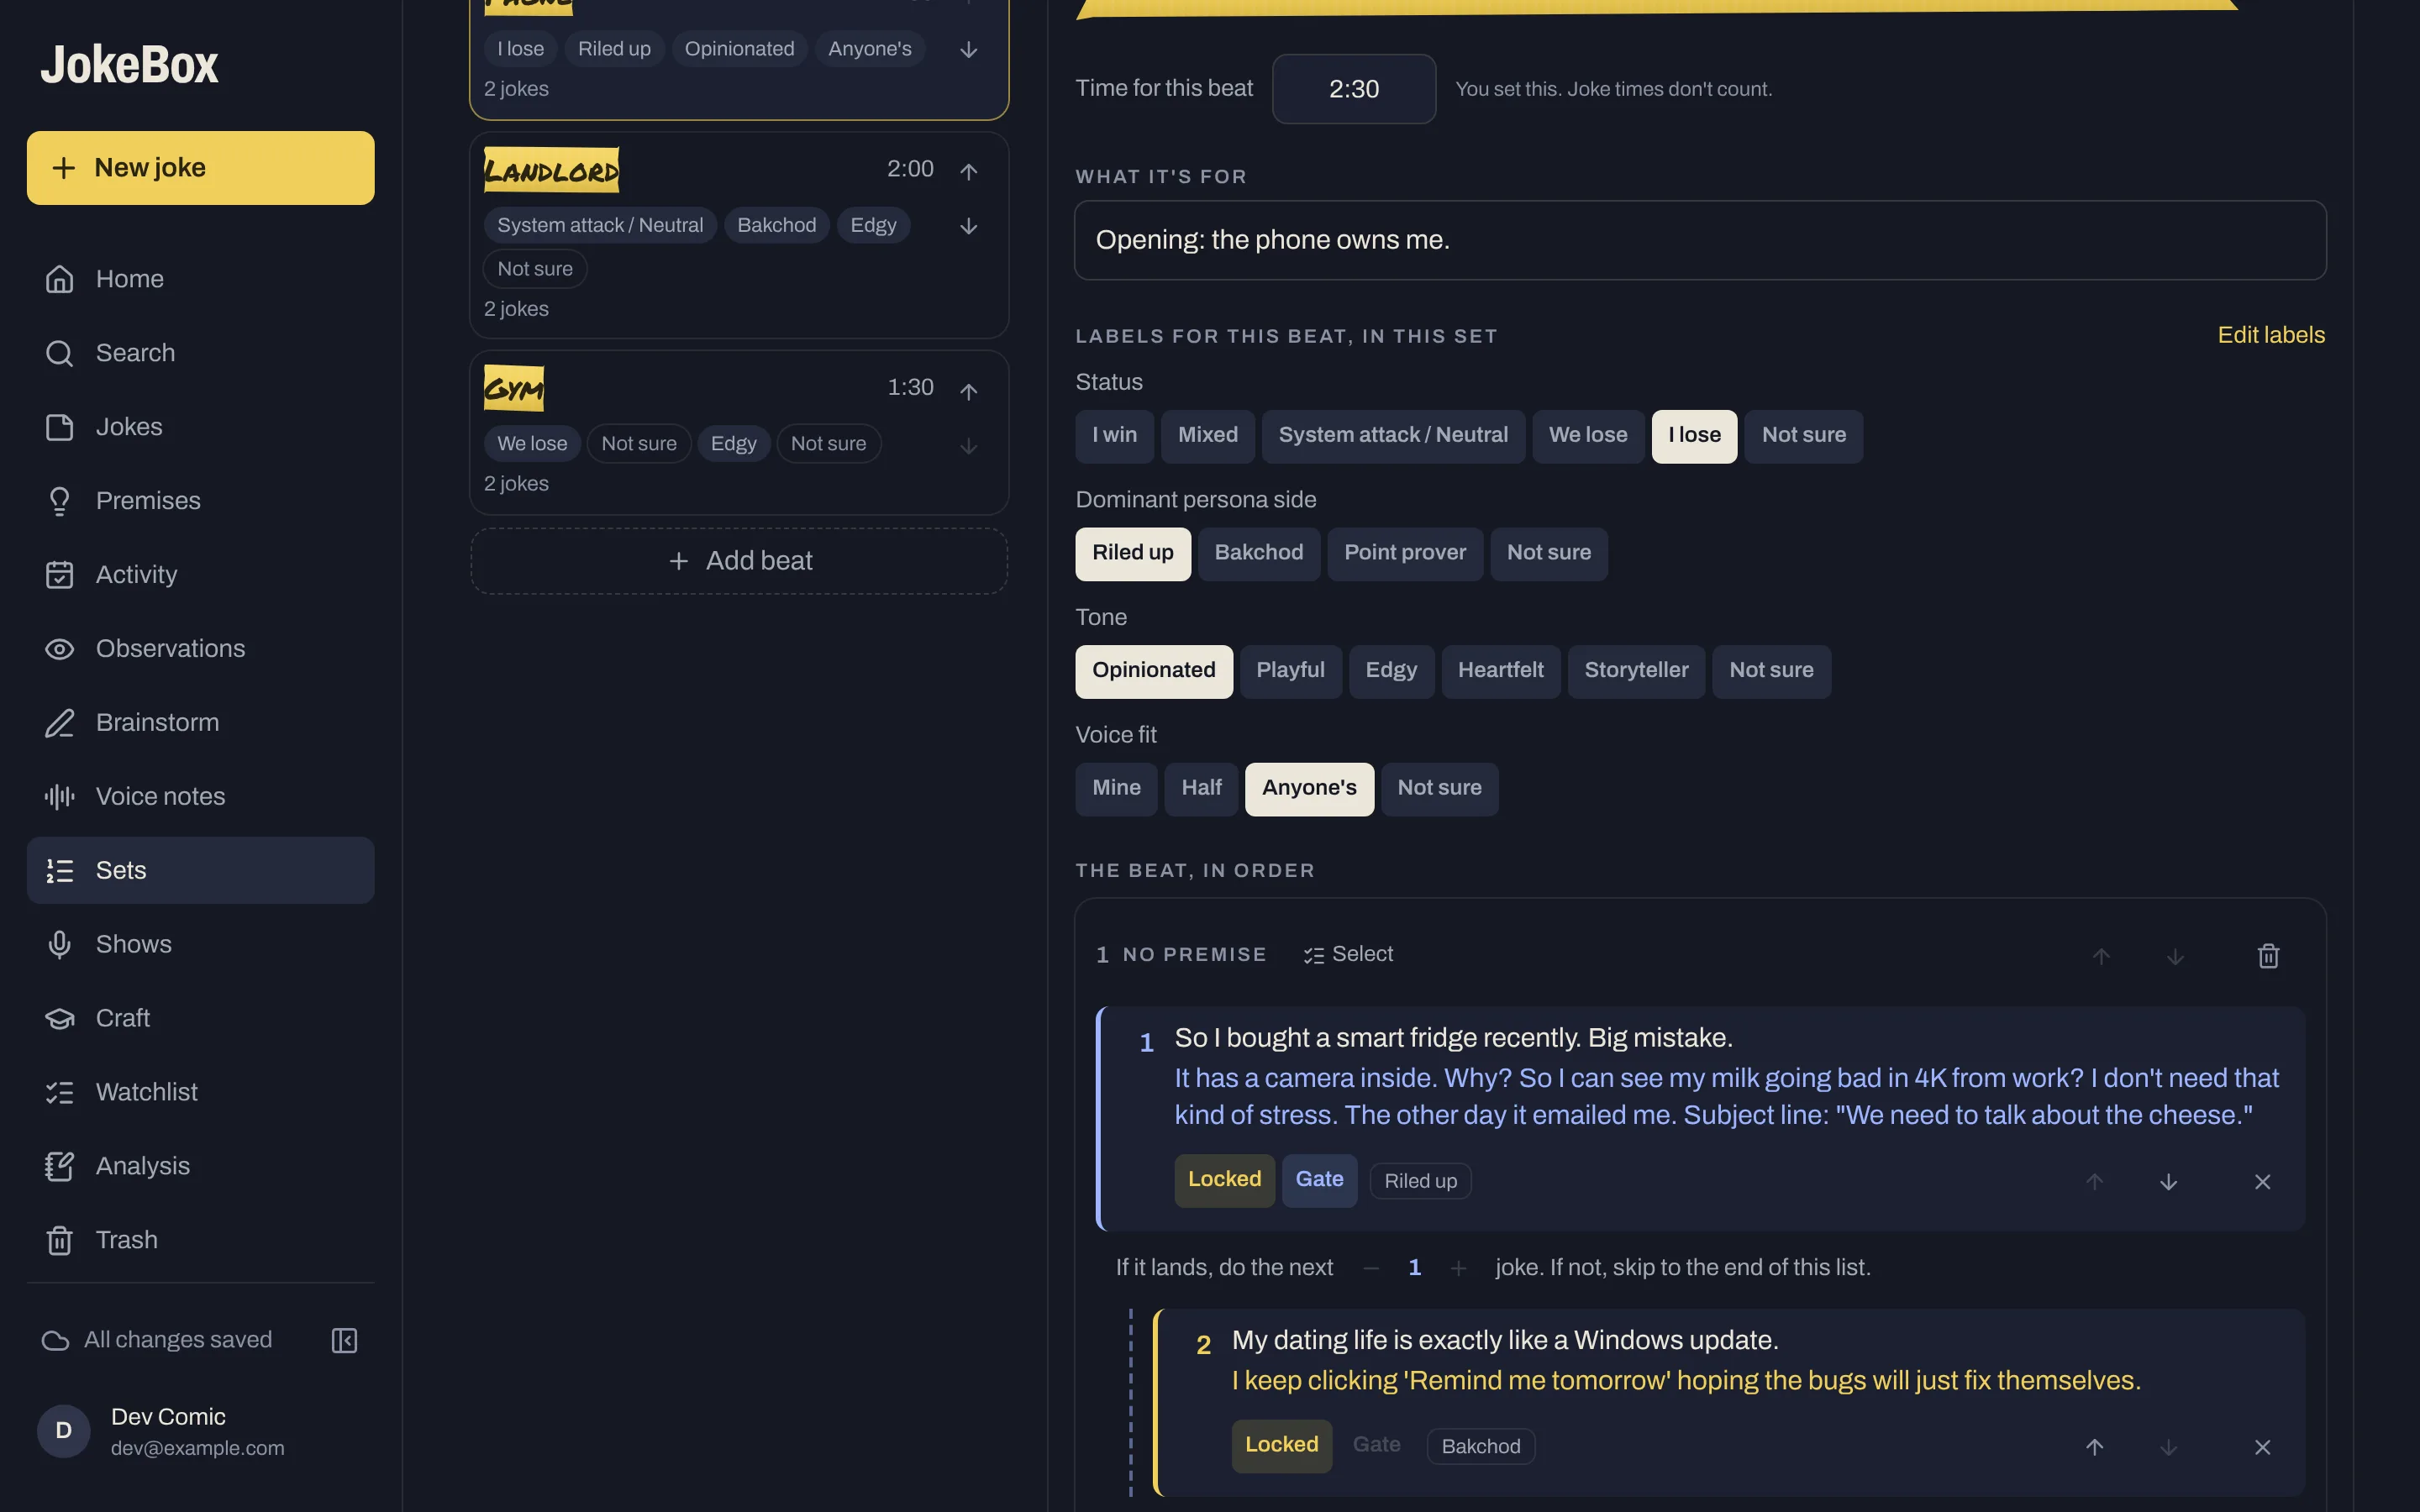 JokeBox
New joke
Home
Search
Jokes
Premises
Activity
Observations
Brainstorm
Voice notes
Sets
Shows
Craft
Watchlist
Analysis
Trash
All changes saved
D
Dev Comic
dev@example.com
I lose Riled up Opinionated Anyone's
2 jokes
LANDLORD 2:00
System attack / Neutral Bakchod Edgy
Not sure
2 jokes
GYM 1:30
We lose Not sure Edgy Not sure
2 jokes
Add beat
Time for this beat 2:30 You set this. Joke times don't count.
WHAT IT'S FOR
Opening: the phone owns me.
LABELS FOR THIS BEAT, IN THIS SET Edit labels
Status
I win Mixed System attack / Neutral We lose I lose Not sure
Dominant persona side
Riled up Bakchod Point prover Not sure
Tone
Opinionated Playful Edgy Heartfelt Storyteller Not sure
Voice fit
Mine Half Anyone's Not sure
THE BEAT, IN ORDER
1 NO PREMISE Select
1 So I bought a smart fridge recently. Big mistake.
It has a camera inside. Why? So I can see my milk going bad in 4K from work? I don't need that
kind of stress. The other day it emailed me. Subject line: "We need to talk about the cheese."
Locked Gate Riled up
If it lands, do the next — 1 + joke. If not, skip to the end of this list.
2 My dating life is exactly like a Windows update.
I keep clicking 'Remind me tomorrow' hoping the bugs will just fix themselves.
Locked Gate Bakchod